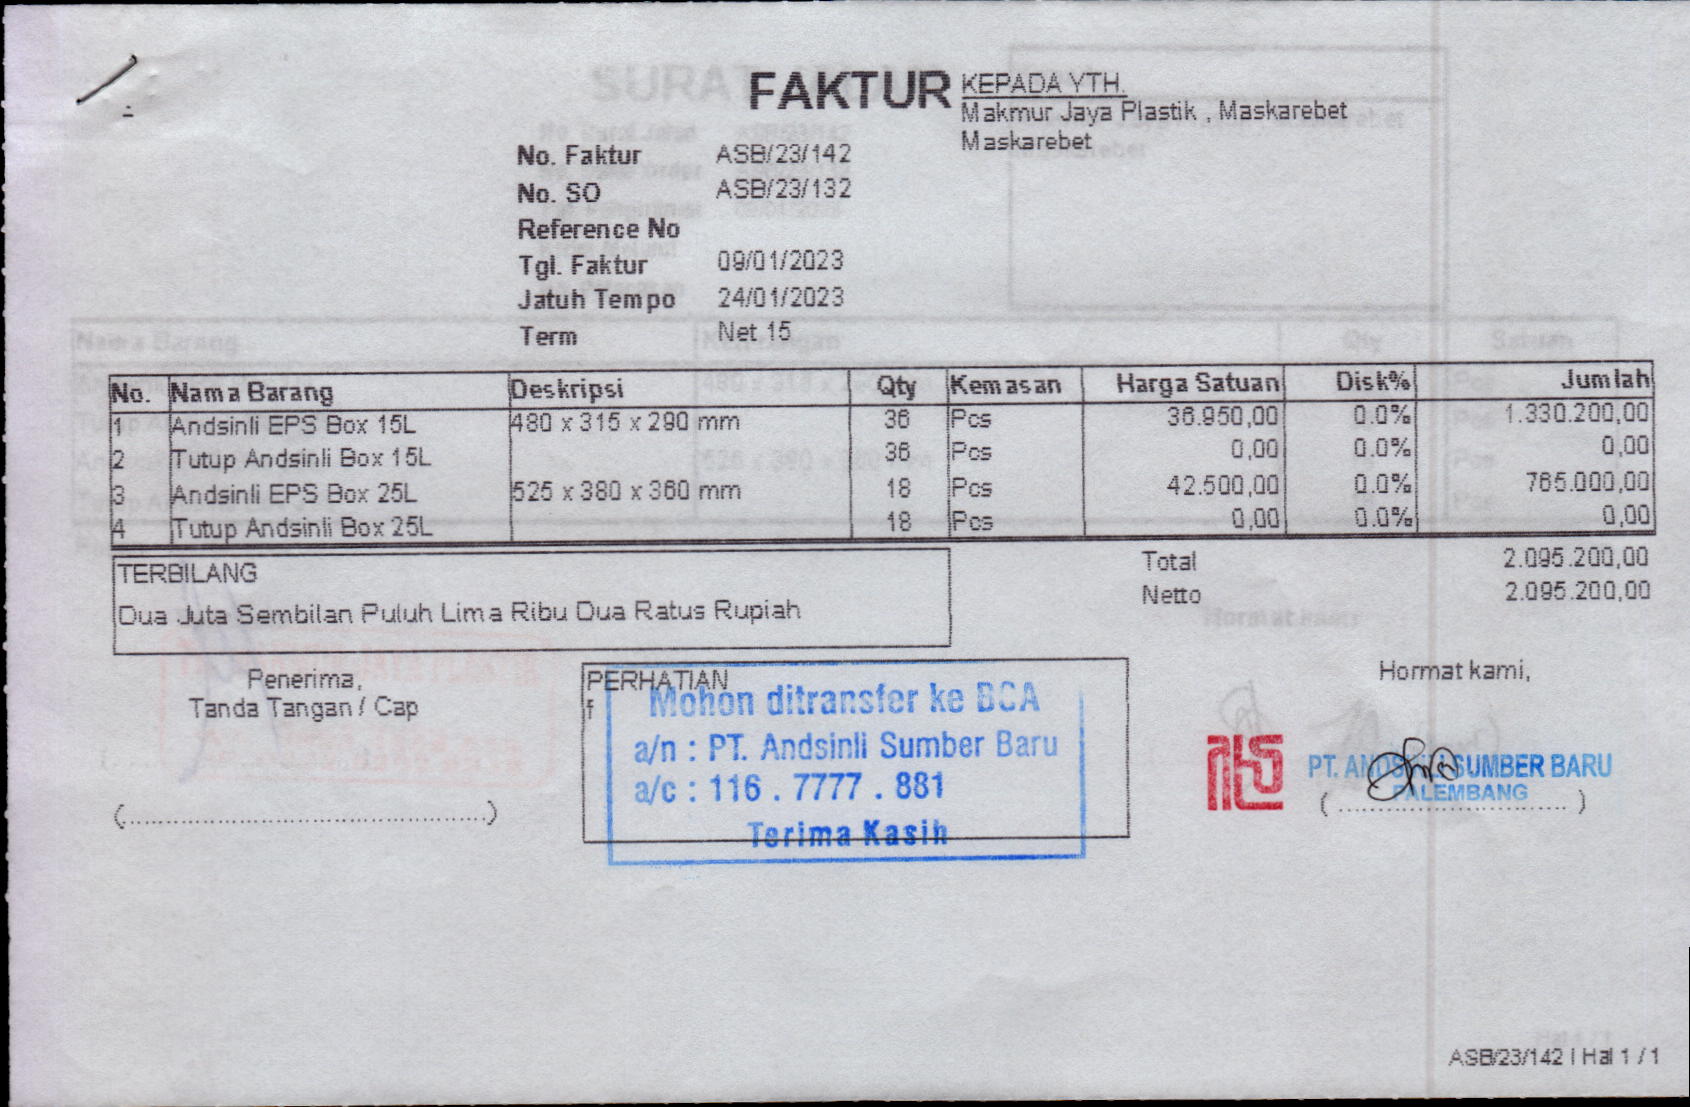 FAKTUR
KEPADA YTH.
Makmur Jaya Plastik , Maskarebet
Maskarebet
No. Faktur ASB/23/142
No. SO ASB/23/132
Reference No
Tgl. Faktur 09/01/2023
Jatuh Tempo 24/01/2023
Term Net 15
No. Nama Barang Deskripsi Qty Kemasan Harga Satuan Disk% Jumlah
1 Andsinli EPS Box 15L 480 x 315 x 290 mm 36 Pcs 36.950,00 0.0% 1.330.200,00
2 Tutup Andsinli Box 15L 36 Pcs 0,00 0.0% 0,00
3 Andsinli EPS Box 25L 525 x 380 x 360 mm 18 Pcs 42.500,00 0.0% 765.000,00
4 Tutup Andsinli Box 25L 18 Pcs 0,00 0.0% 0,00
Total 2.095.200,00
Netto 2.095.200,00
TERBILANG
Dua Juta Sembilan Puluh Lima Ribu Dua Ratus Rupiah
Penerima,
Tanda Tangan / Cap
(..............................................)
PERHATIAN
f
Mohon ditransfer ke BCA
a/n : PT. Andsinli Sumber Baru
a/c : 116 . 7777 . 881
Terima Kasih
Hormat kami,
PT. ANDSINLI SUMBER BARU
PALEMBANG
( .............................. )
ASB/23/142 | Hal 1 / 1